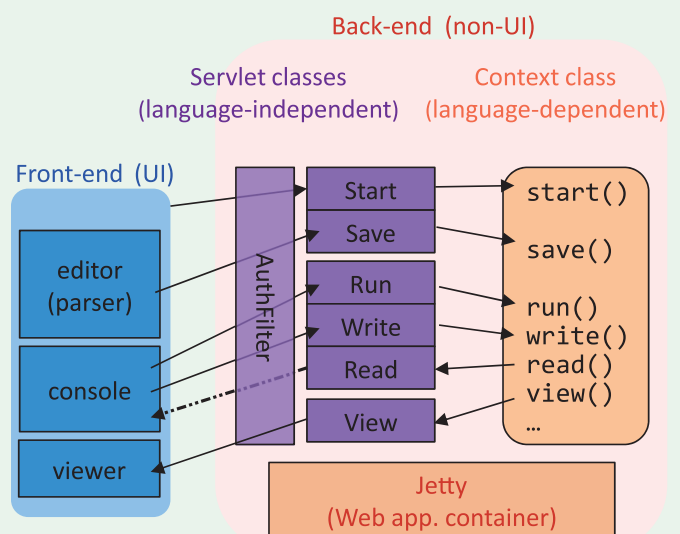 Back-end (non-UI)
Servlet classes
(language-independent)
Context class
(language-dependent)
Front-end (UI)
editor
(parser)
console
viewer
AuthFilter
Start
Save
Run
Write
Read
View
start()
save()
run()
write()
read()
view()
…
Jetty
(Web app. container)